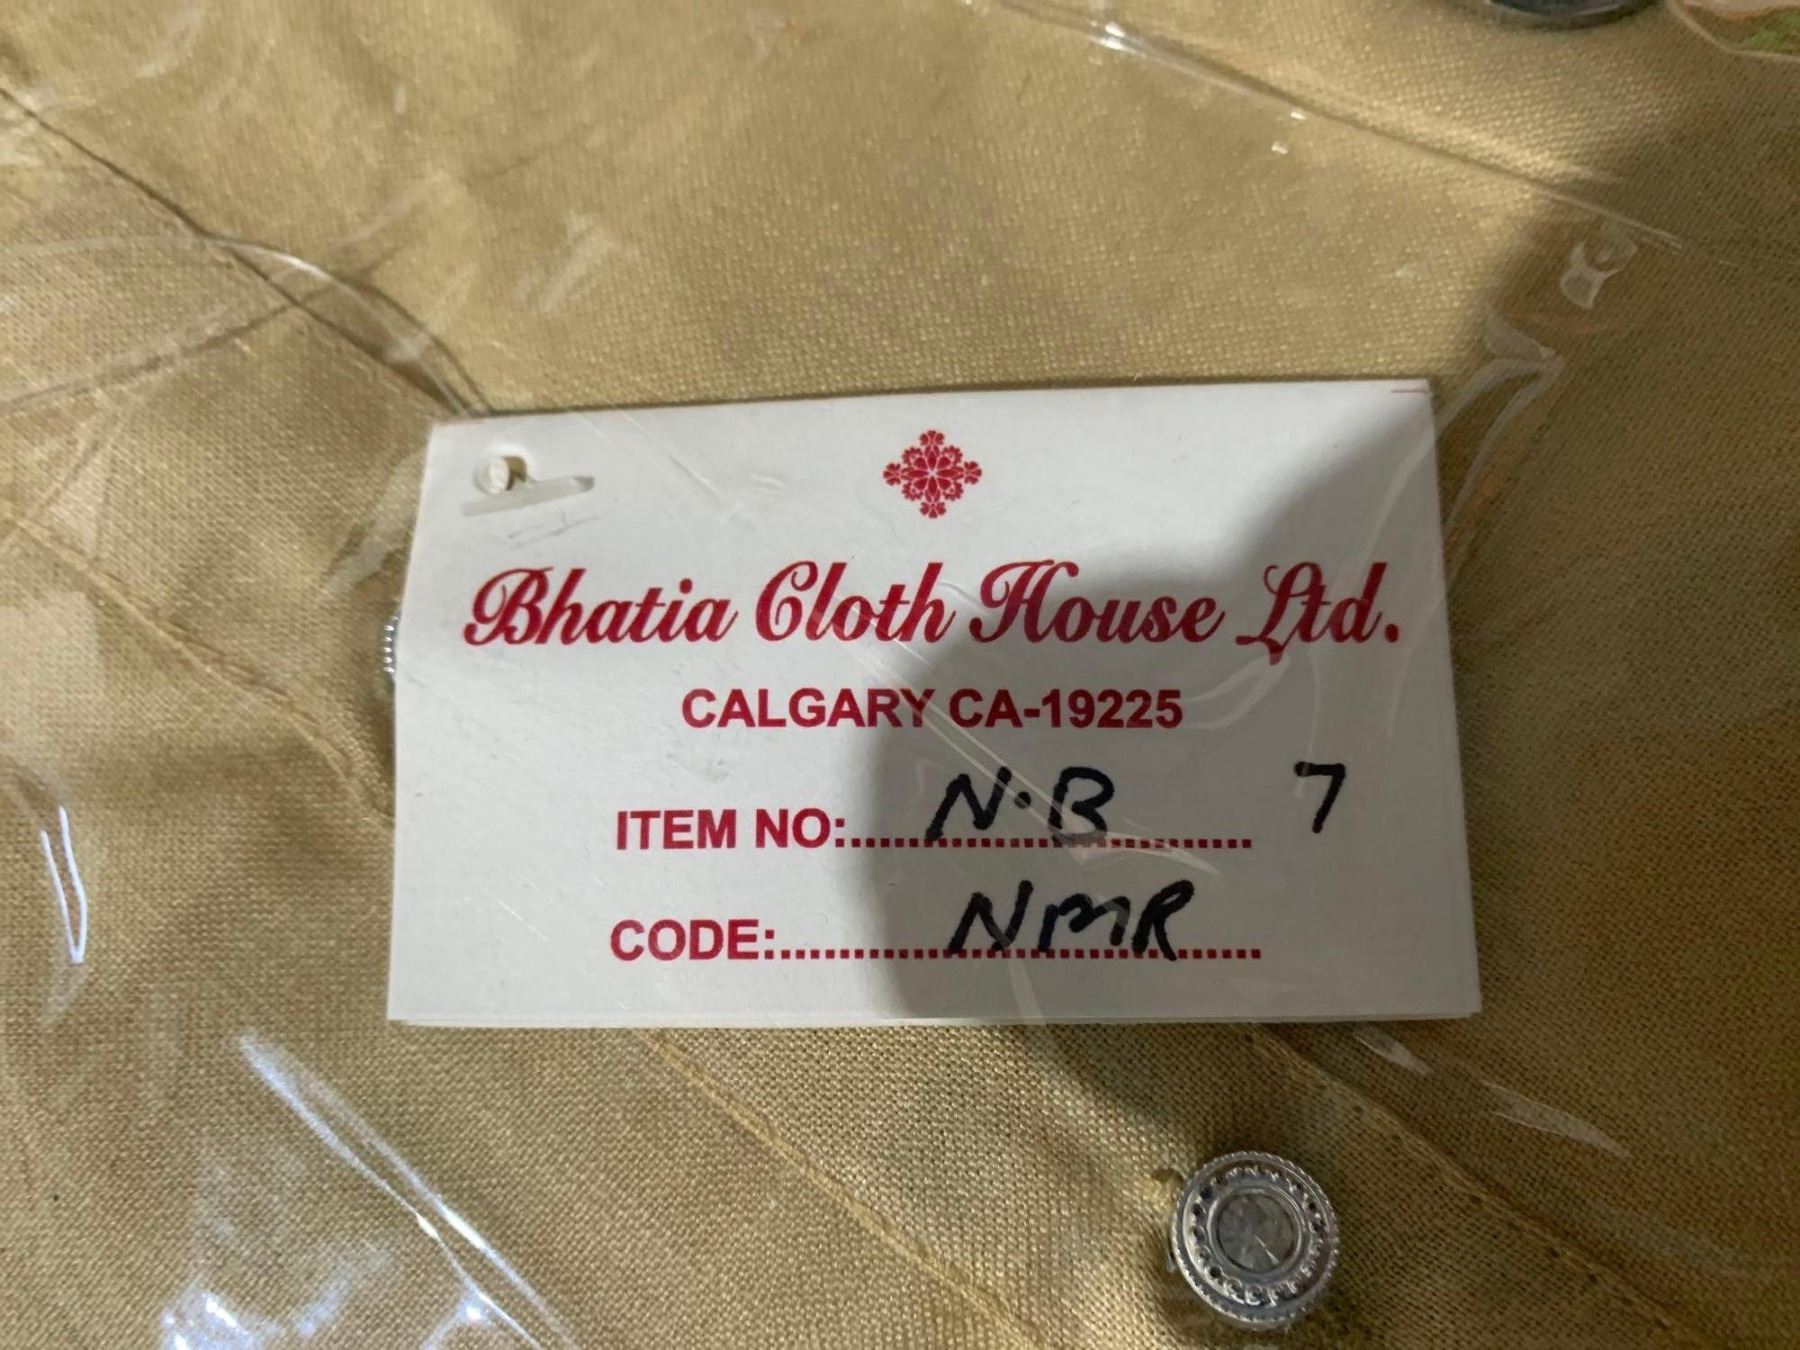 Bhatia Cloth House Ltd.
CALGARY CA-19225
ITEM NO:..........N·B.......... 7
CODE:..........NMR..........